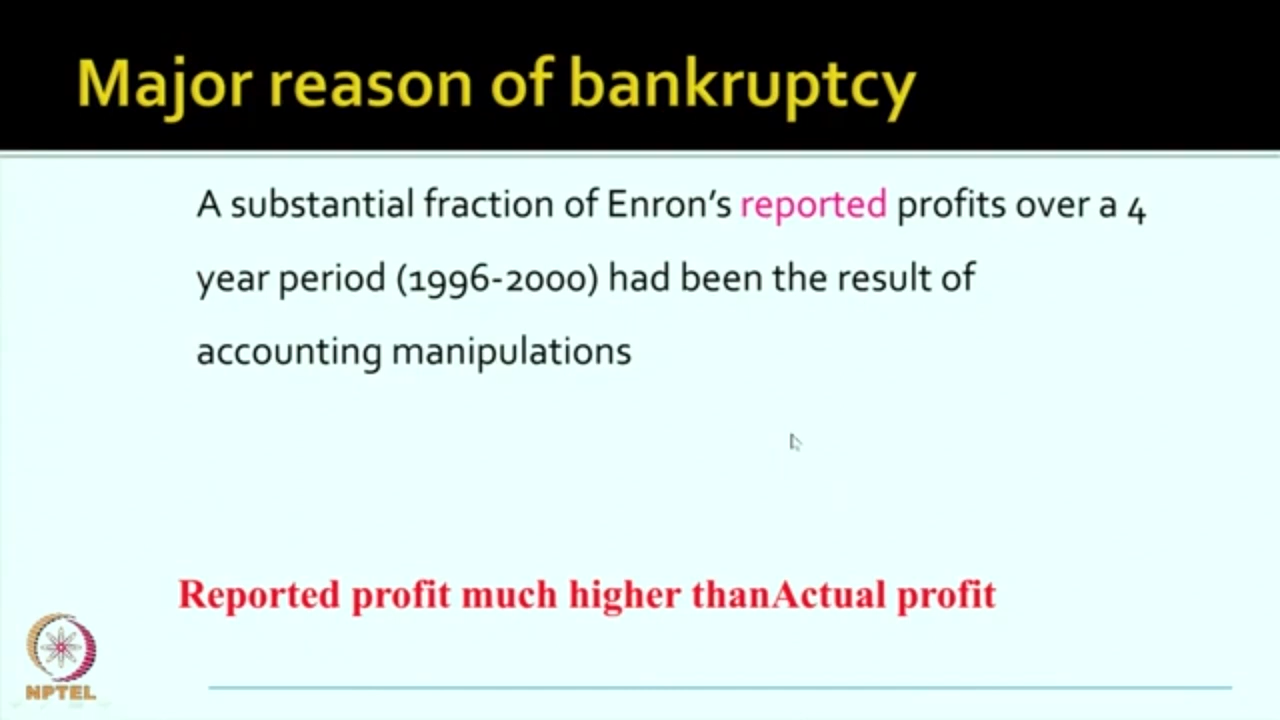 Major reason of bankruptcy
A substantial fraction of Enron's reported profits over a 4
year period (1996-2000) had been the result of
accounting manipulations
Reported profit much higher thanActual profit
NPTEL